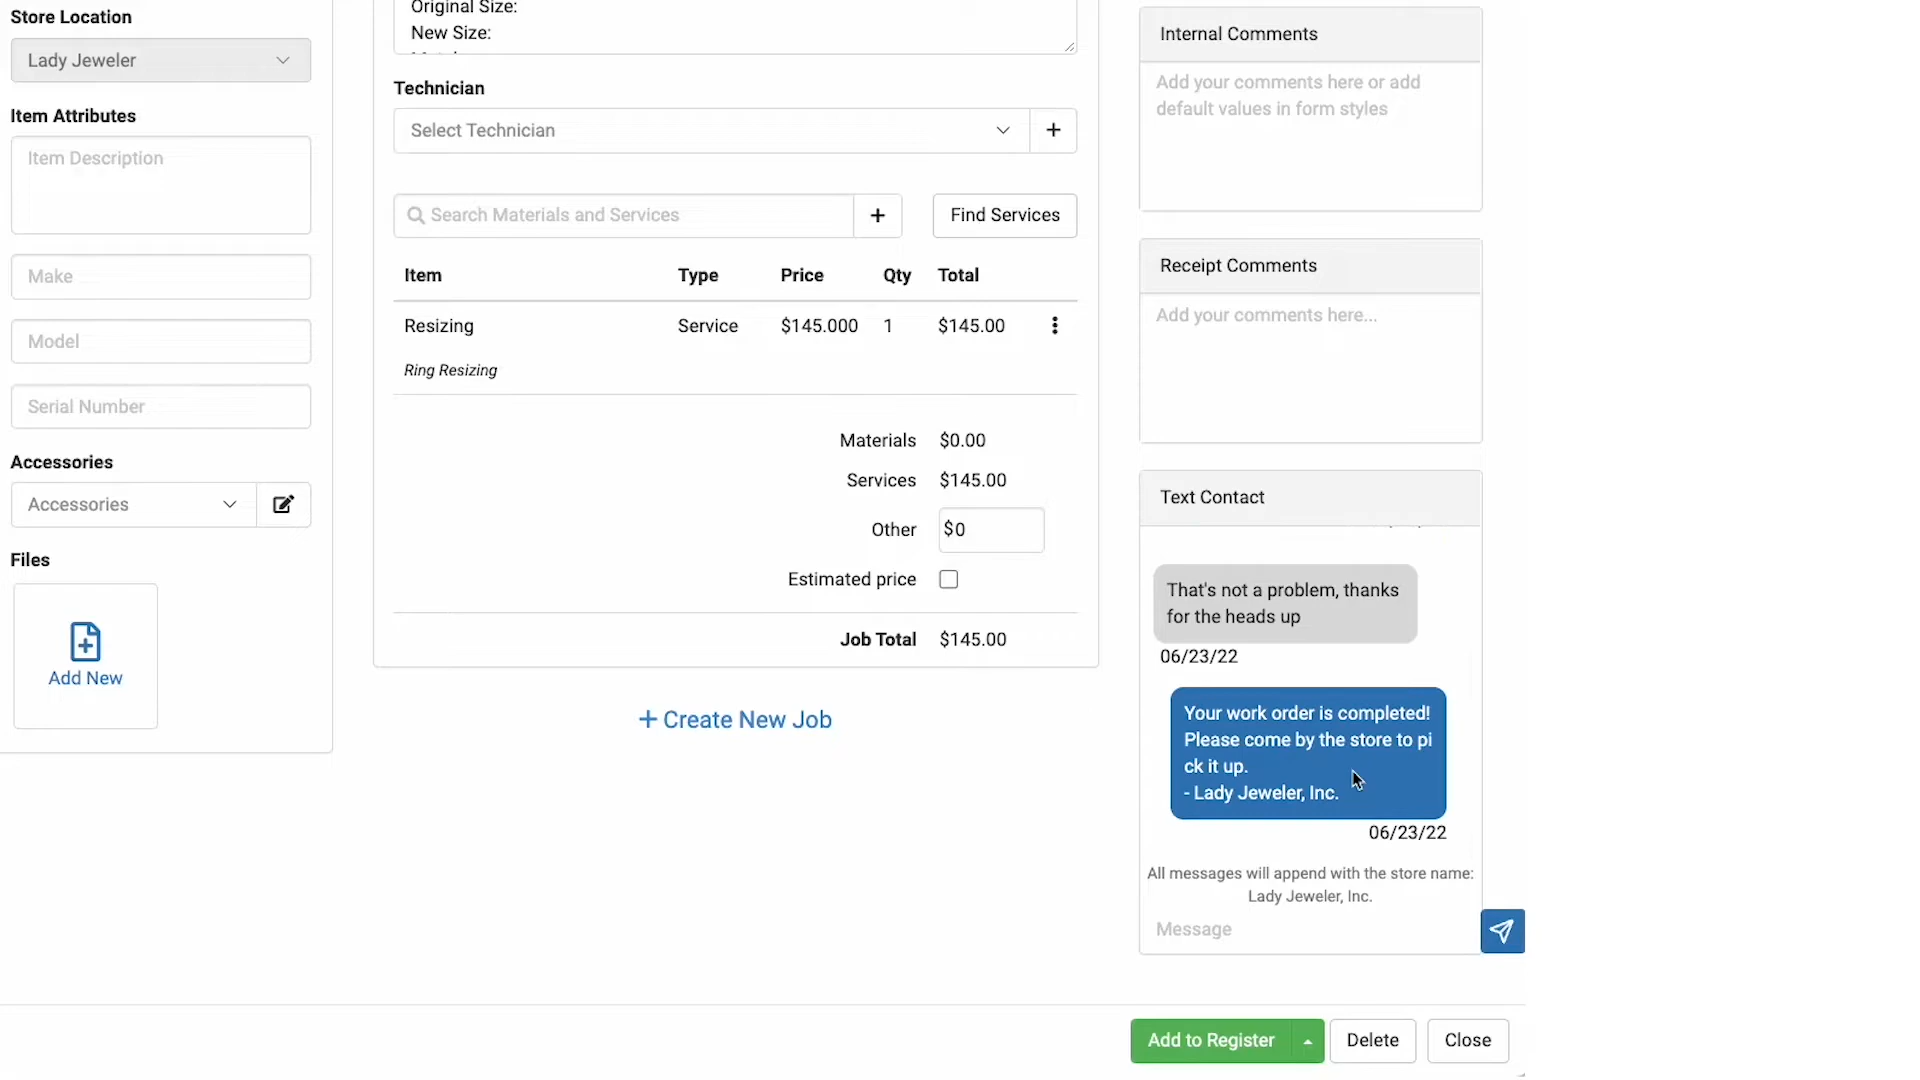 Store Location
Lady Jeweler
Item Attributes
Item Description
Make
Model
Serial Number
Accessories
Accessories
Files
Add New
Original Size:
New Size:
Technician
Select Technician
+
Search Materials and Services
+
Find Services
Item Type Price Qty Total
Resizing Service $145.000 1 $145.00
Ring Resizing
Materials $0.00
Services $145.00
Other $0
Estimated price
Job Total $145.00
+ Create New Job
Internal Comments
Add your comments here or add
default values in form styles
Receipt Comments
Add your comments here...
Text Contact
That's not a problem, thanks
for the heads up
06/23/22
Your work order is completed!
Please come by the store to pi
ck it up.
- Lady Jeweler, Inc.
06/23/22
All messages will append with the store name:
Lady Jeweler, Inc.
Message
Add to Register
Delete
Close